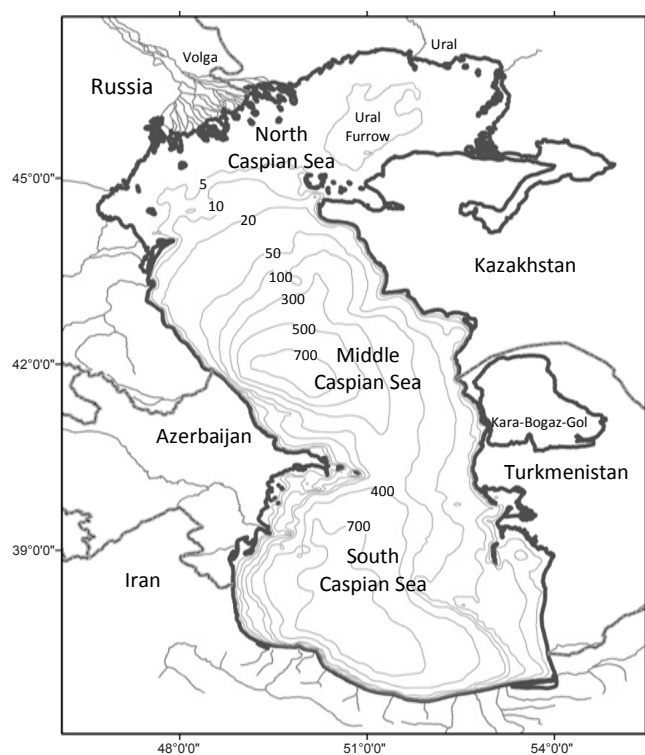 Volga
Ural
Russia
Ural
Furrow
North
Caspian Sea
45°0'0"
5
10
20
50
Kazakhstan
100
300
500
700
Middle
Caspian Sea
42°0'0"
Kara-Bogaz-Gol
Azerbaijan
Turkmenistan
400
700
39°0'0"
South
Caspian Sea
Iran
48°0'0"
51°0'0"
54°0'0"